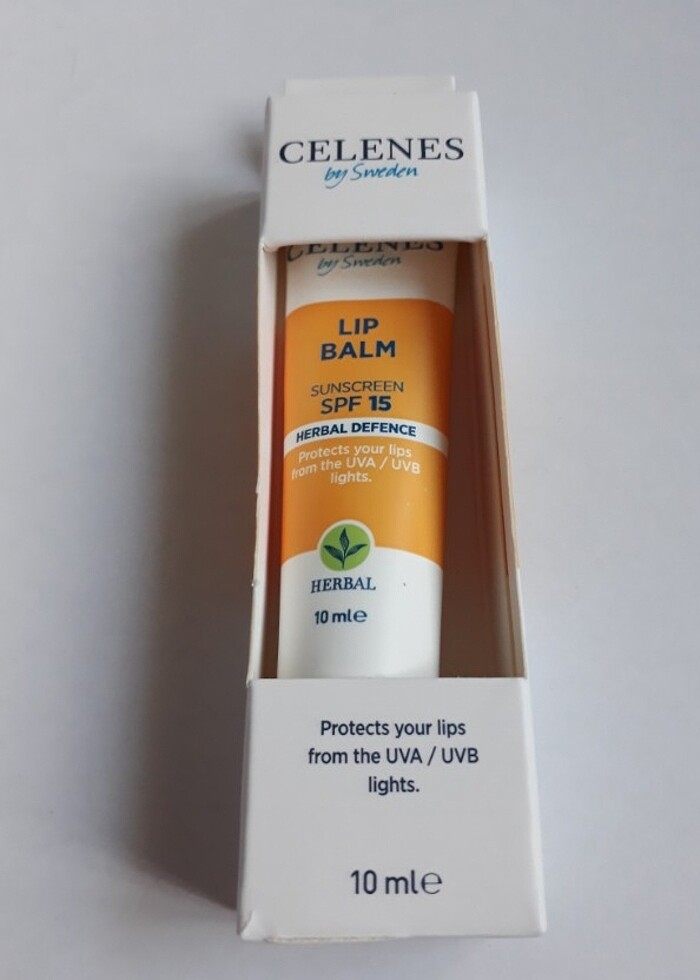 CELENES
by Sweden
CELENES
by Sweden
LIP
BALM
SUNSCREEN
SPF 15
HERBAL DEFENCE
Protects your lips
from the UVA / UVB
lights.
HERBAL
10 ml℮
Protects your lips
from the UVA / UVB
lights.
10 ml℮